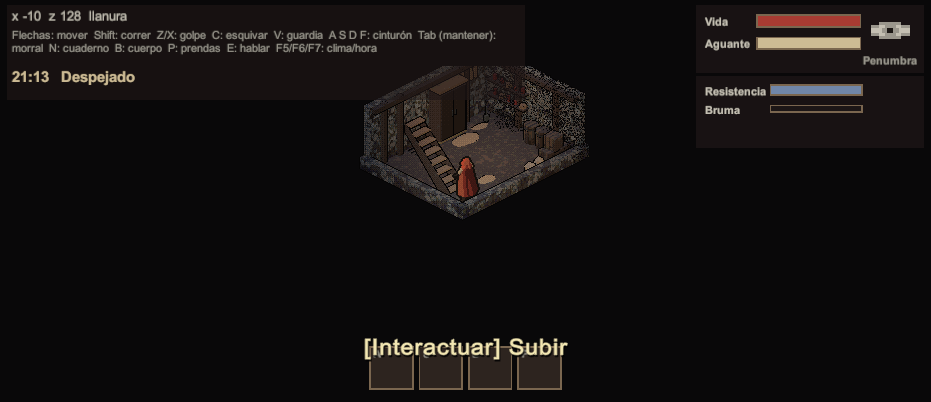 x -10 z 128 llanura
Flechas: mover Shift: correr Z/X: golpe C: esquivar V: guardia A S D F: cinturón Tab (mantener):
morral N: cuaderno B: cuerpo P: prendas E: hablar F5/F6/F7: clima/hora
21:13 Despejado
Vida
Aguante
Penumbra
Resistencia
Bruma
[Interactuar] Subir